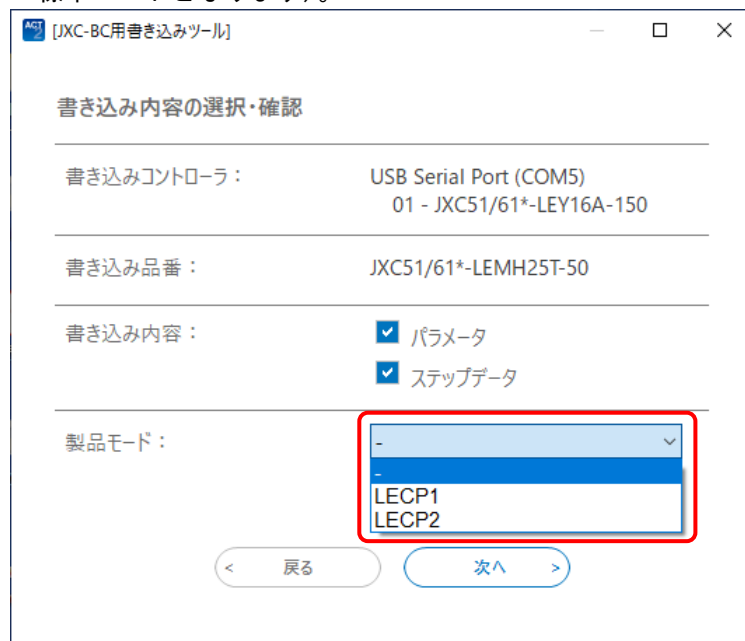 [JXC-BC用書き込みツール]
書き込み内容の選択・確認
書き込みコントローラ： USB Serial Port (COM5)
01 - JXC51/61*-LEY16A-150
書き込み品番： JXC51/61*-LEMH25T-50
書き込み内容： パラメータ
ステップデータ
製品モード： -
-
LECP1
LECP2
< 戻る 次へ >